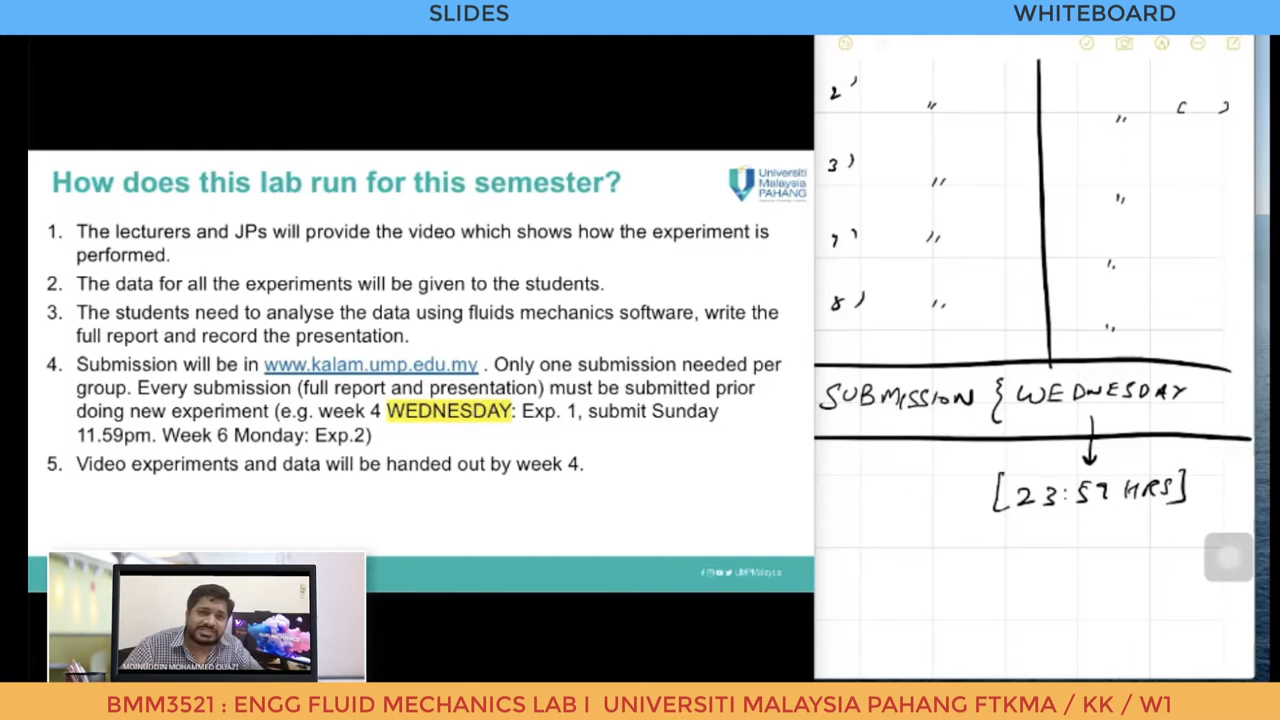 SLIDES
WHITEBOARD
How does this lab run for this semester?
Universiti
Malaysia
PAHANG
1. The lecturers and JPs will provide the video which shows how the experiment is
performed.
2. The data for all the experiments will be given to the students.
3. The students need to analyse the data using fluids mechanics software, write the
full report and record the presentation.
4. Submission will be in www.kalam.ump.edu.my . Only one submission needed per
group. Every submission (full report and presentation) must be submitted prior
doing new experiment (e.g. week 4 WEDNESDAY: Exp. 1, submit Sunday
11.59pm. Week 6 Monday: Exp.2)
5. Video experiments and data will be handed out by week 4.
UMPMalaysia
FLUID MECHANICS
2) " " ( )
3) " "
8) " "
SUBMISSION { WEDNESDAY
[23:59 HRS]
BMM3521 : ENGG FLUID MECHANICS LAB I UNIVERSITI MALAYSIA PAHANG FTKMA / KK / W1